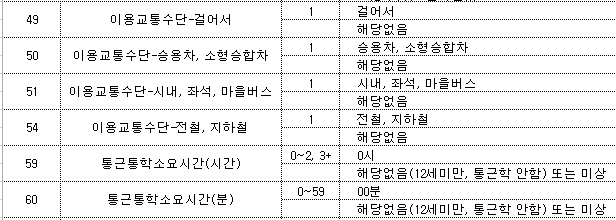 49 이용교통수단-걸어서 1 걸어서
해당없음
50 이용교통수단-승용차, 소형승합차 1 승용차, 소형승합차
해당없음
51 이용교통수단-시내, 좌석, 마을버스 1 시내, 좌석, 마을버스
해당없음
54 이용교통수단-전철, 지하철 1 전철, 지하철
해당없음
59 통근통학소요시간(시간) 0~2, 3+ 0시
해당없음(12세미만, 통근학 안함) 또는 미상
60 통근통학소요시간(분) 0~59 00분
해당없음(12세미만, 통근학 안함) 또는 미상